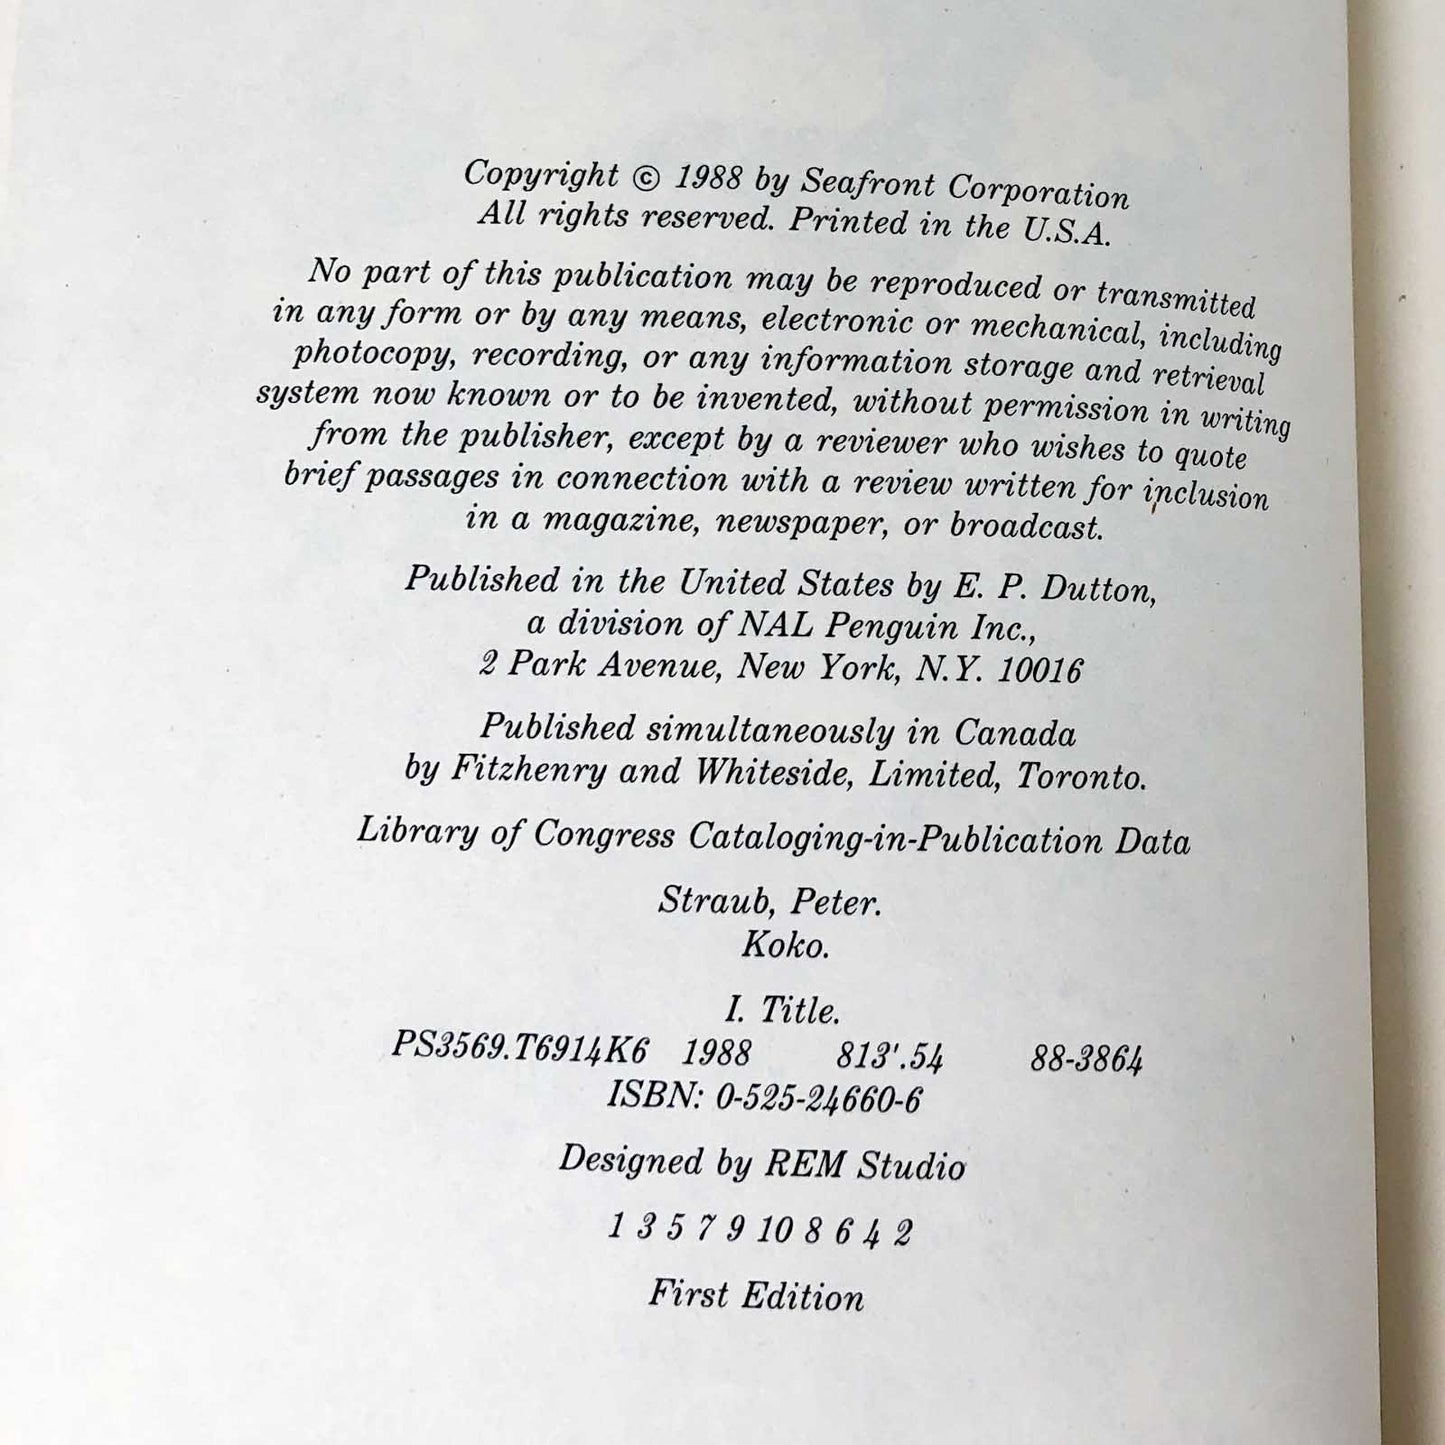 Copyright © 1988 by Seafront Corporation
All rights reserved. Printed in the U.S.A.
No part of this publication may be reproduced or transmitted
in any form or by any means, electronic or mechanical, including
photocopy, recording, or any information storage and retrieval
system now known or to be invented, without permission in writing
from the publisher, except by a reviewer who wishes to quote
brief passages in connection with a review written for inclusion
in a magazine, newspaper, or broadcast.
Published in the United States by E. P. Dutton,
a division of NAL Penguin Inc.,
2 Park Avenue, New York, N.Y. 10016
Published simultaneously in Canada
by Fitzhenry and Whiteside, Limited, Toronto.
Library of Congress Cataloging-in-Publication Data
Straub, Peter.
Koko.
I. Title.
PS3569.T6914K6 1988 813'.54 88-3864
ISBN: 0-525-24660-6
Designed by REM Studio
1 3 5 7 9 10 8 6 4 2
First Edition